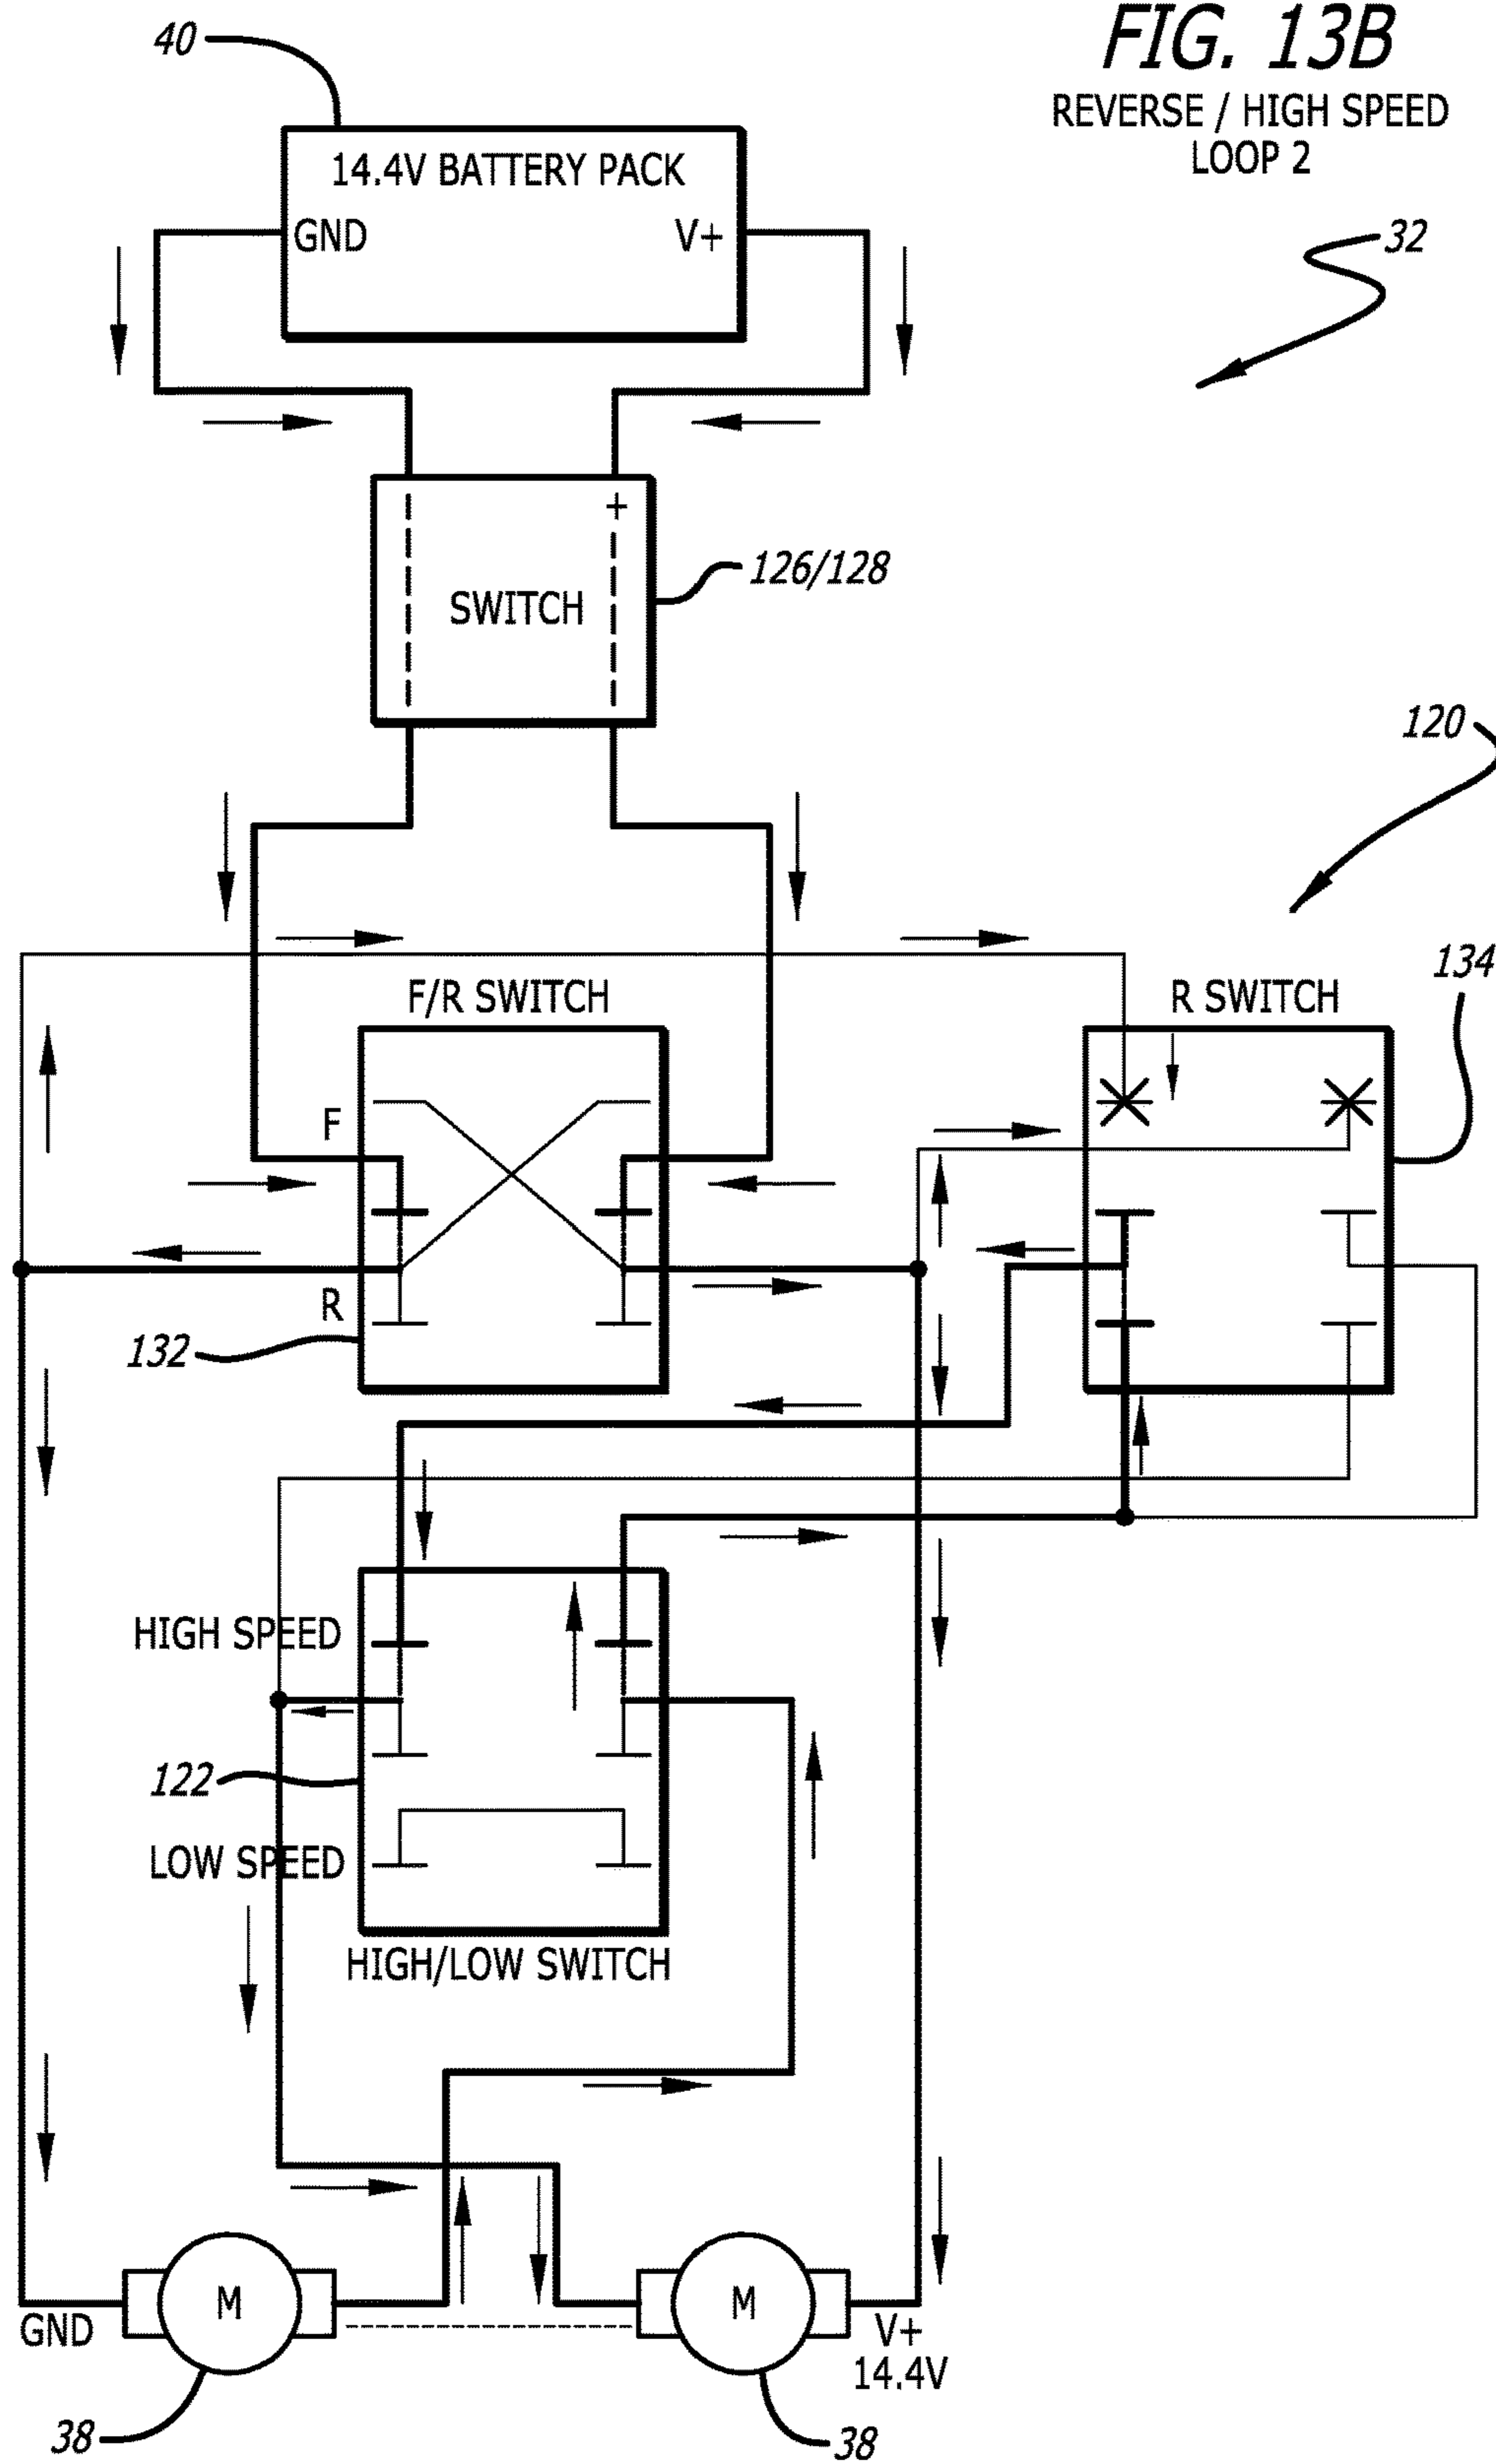 FIG. 13B
REVERSE / HIGH SPEED
LOOP 2
40
14.4V BATTERY PACK
GND V+
32
+
SWITCH
126/128
120
F/R SWITCH
R SWITCH
134
F
R
132
HIGH SPEED
122
LOW SPEED
HIGH/LOW SWITCH
M
M
GND
V+
14.4V
38
38